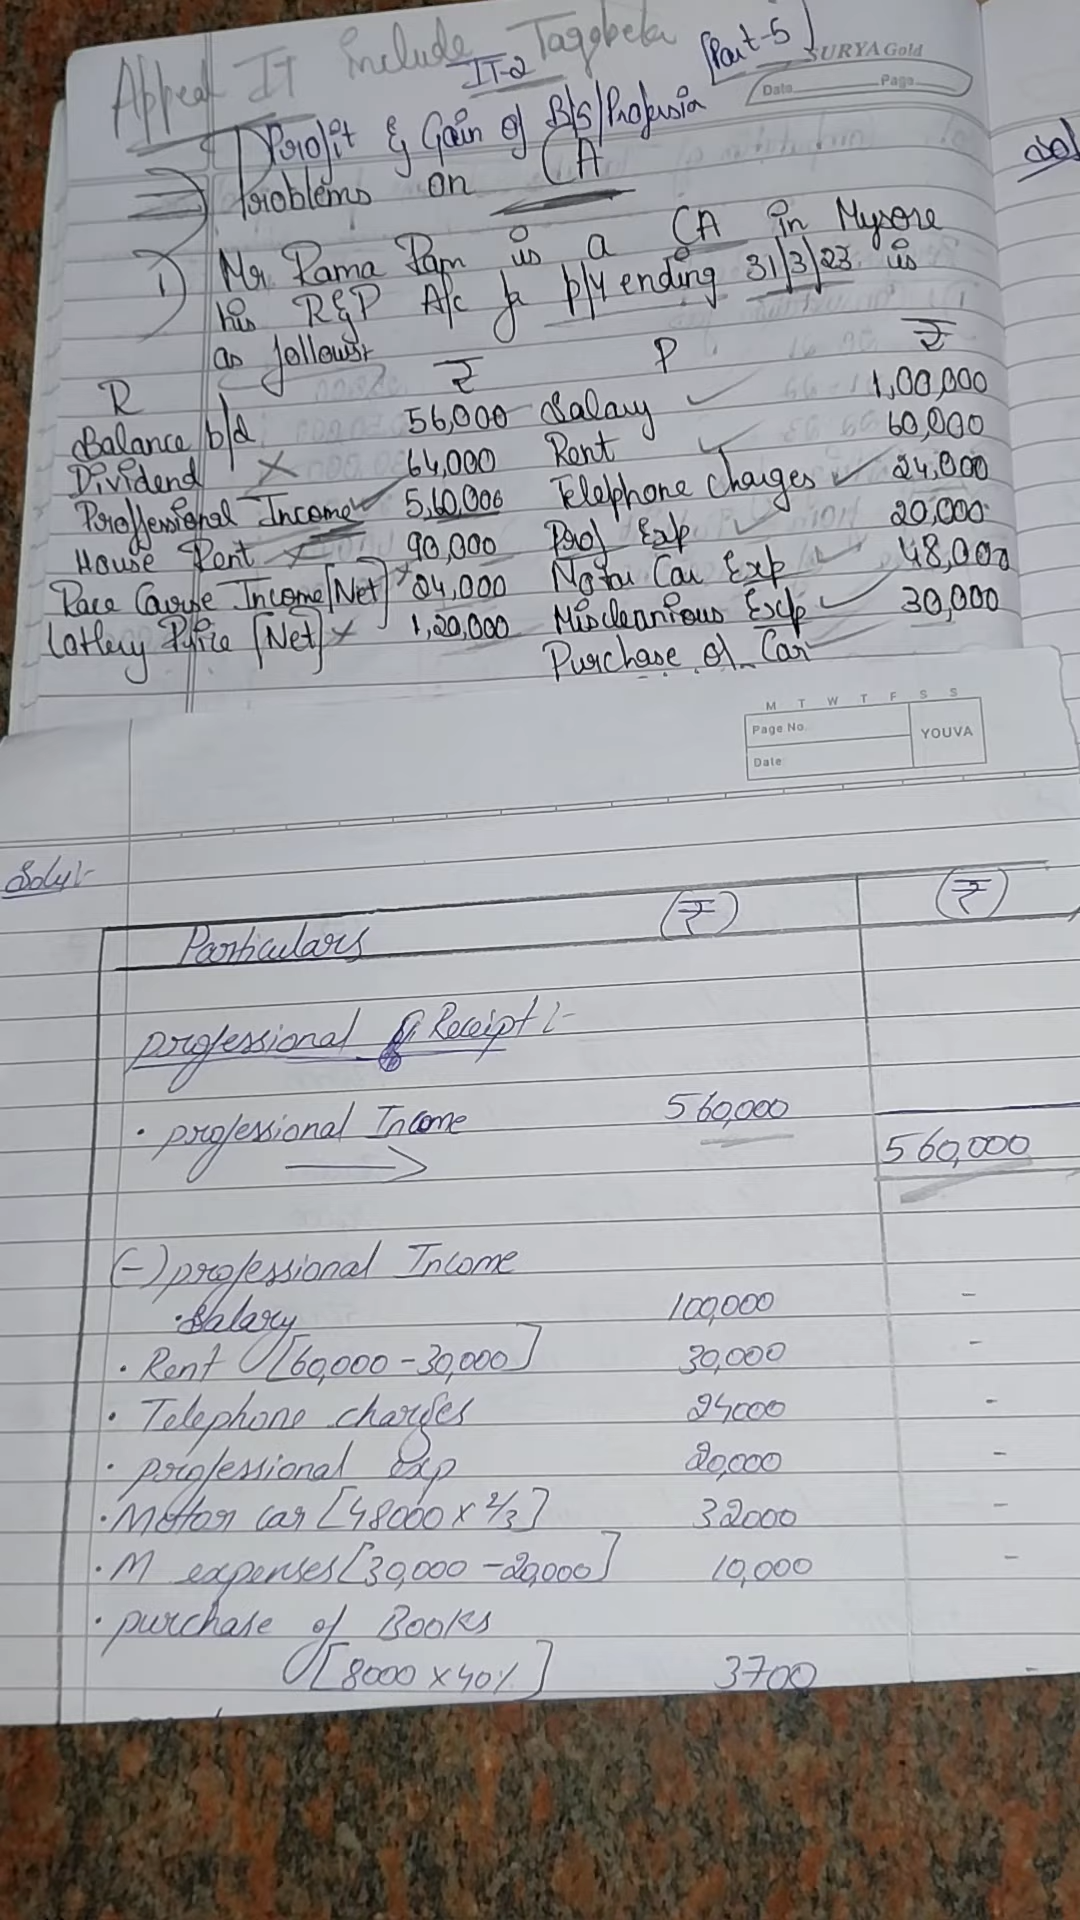 Appeal IT include
IT-2
[Part-5]
SURYA Gold
Date Page
Profit & Gain of B/S/Profersia
Problems on CA
Sol
1) Mr Rama Ram is a CA in Mysore
his R&P A/c for P/Y ending 31/3/23 is
as follows:
R ₹ P ₹
Balance b/d 56,000 Salary ✓ 1,00,000
Dividend × 64,000 Rent ✓ 60,000
Proffessional Income ✓ 5,60,000 Telephone charges ✓ 24,000
House Rent × 90,000 Prof Exp ✓ 20,000
Race Course Income [Net] × 84,000 Motor Car Exp ✓ 48,000
Lottery Prize [Net] × 1,20,000 Miscleanious Exp ✓ 30,000
Purchase of Car
M T W T F S S
Page No.
YOUVA
Date
Soly:-
Particulars (₹) (₹)
professional Receipt :-
• professional Income 560,000
560,000
(-) professional Income
• Salary 100,000 -
• Rent [60,000 - 30,000] 30,000 -
• Telephone charges 24000 -
• professional exp 20,000 -
• Motor car [48000 x 2/3] 32000 -
• M expenses [30,000 - 20,000] 10,000 -
• purchase of Books
[8000 x 40%] 3700 -